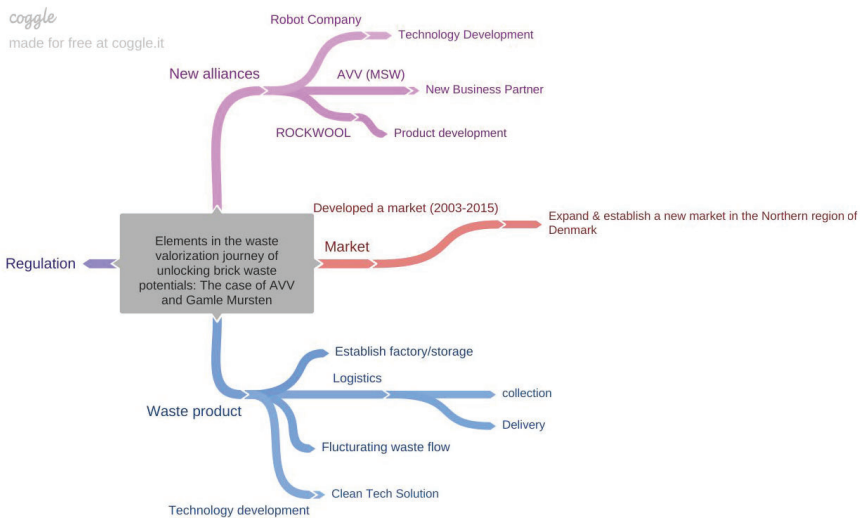 coggle
made for free at coggle.it
Robot Company
Technology Development
New alliances
AVV (MSW)
New Business Partner
ROCKWOOL
Product development
Developed a market (2003-2015)
Expand & establish a new market in the Northern region of
Denmark
Market
Elements in the waste
valorization journey of
unlocking brick waste
potentials: The case of AVV
and Gamle Mursten
Regulation
Establish factory/storage
Logistics
collection
Waste product
Delivery
Flucturating waste flow
Clean Tech Solution
Technology development